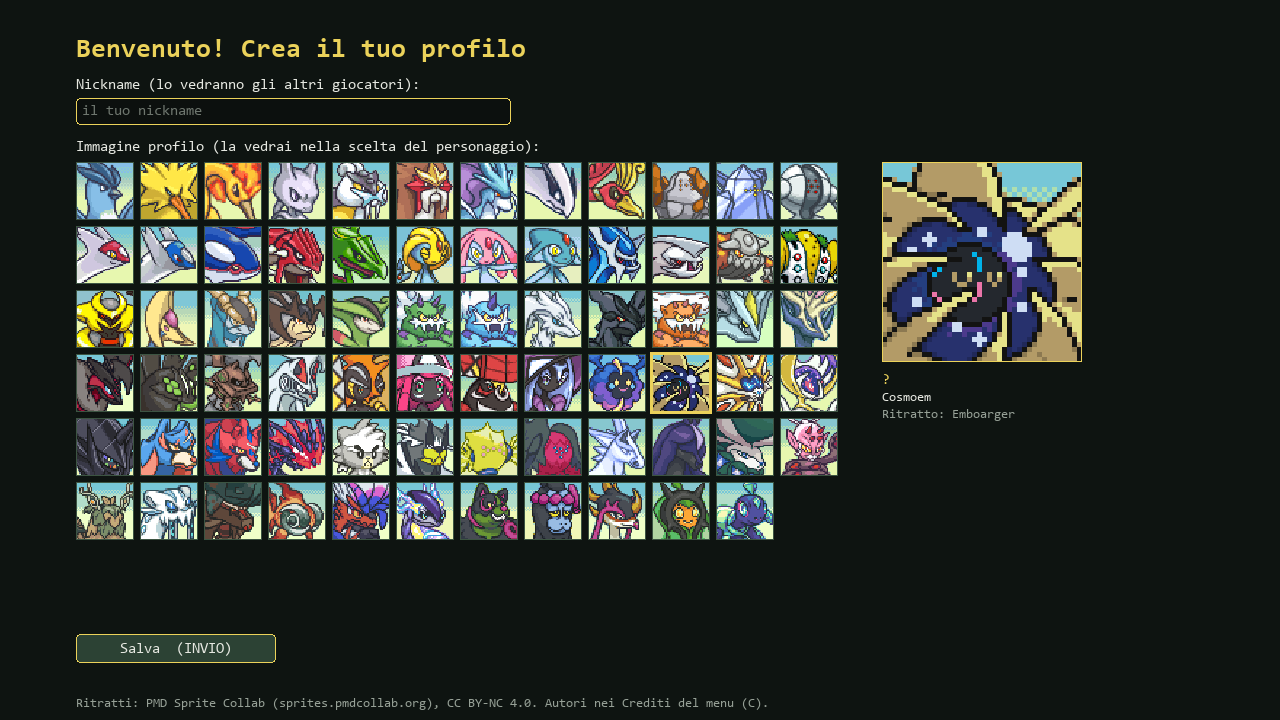 Benvenuto! Crea il tuo profilo
Nickname (lo vedranno gli altri giocatori):
il tuo nickname
Immagine profilo (la vedrai nella scelta del personaggio):
?
Cosmoem
Ritratto: Emboarger
Salva (INVIO)
Ritratti: PMD Sprite Collab (sprites.pmdcollab.org), CC BY-NC 4.0. Autori nei Crediti del menu (C).